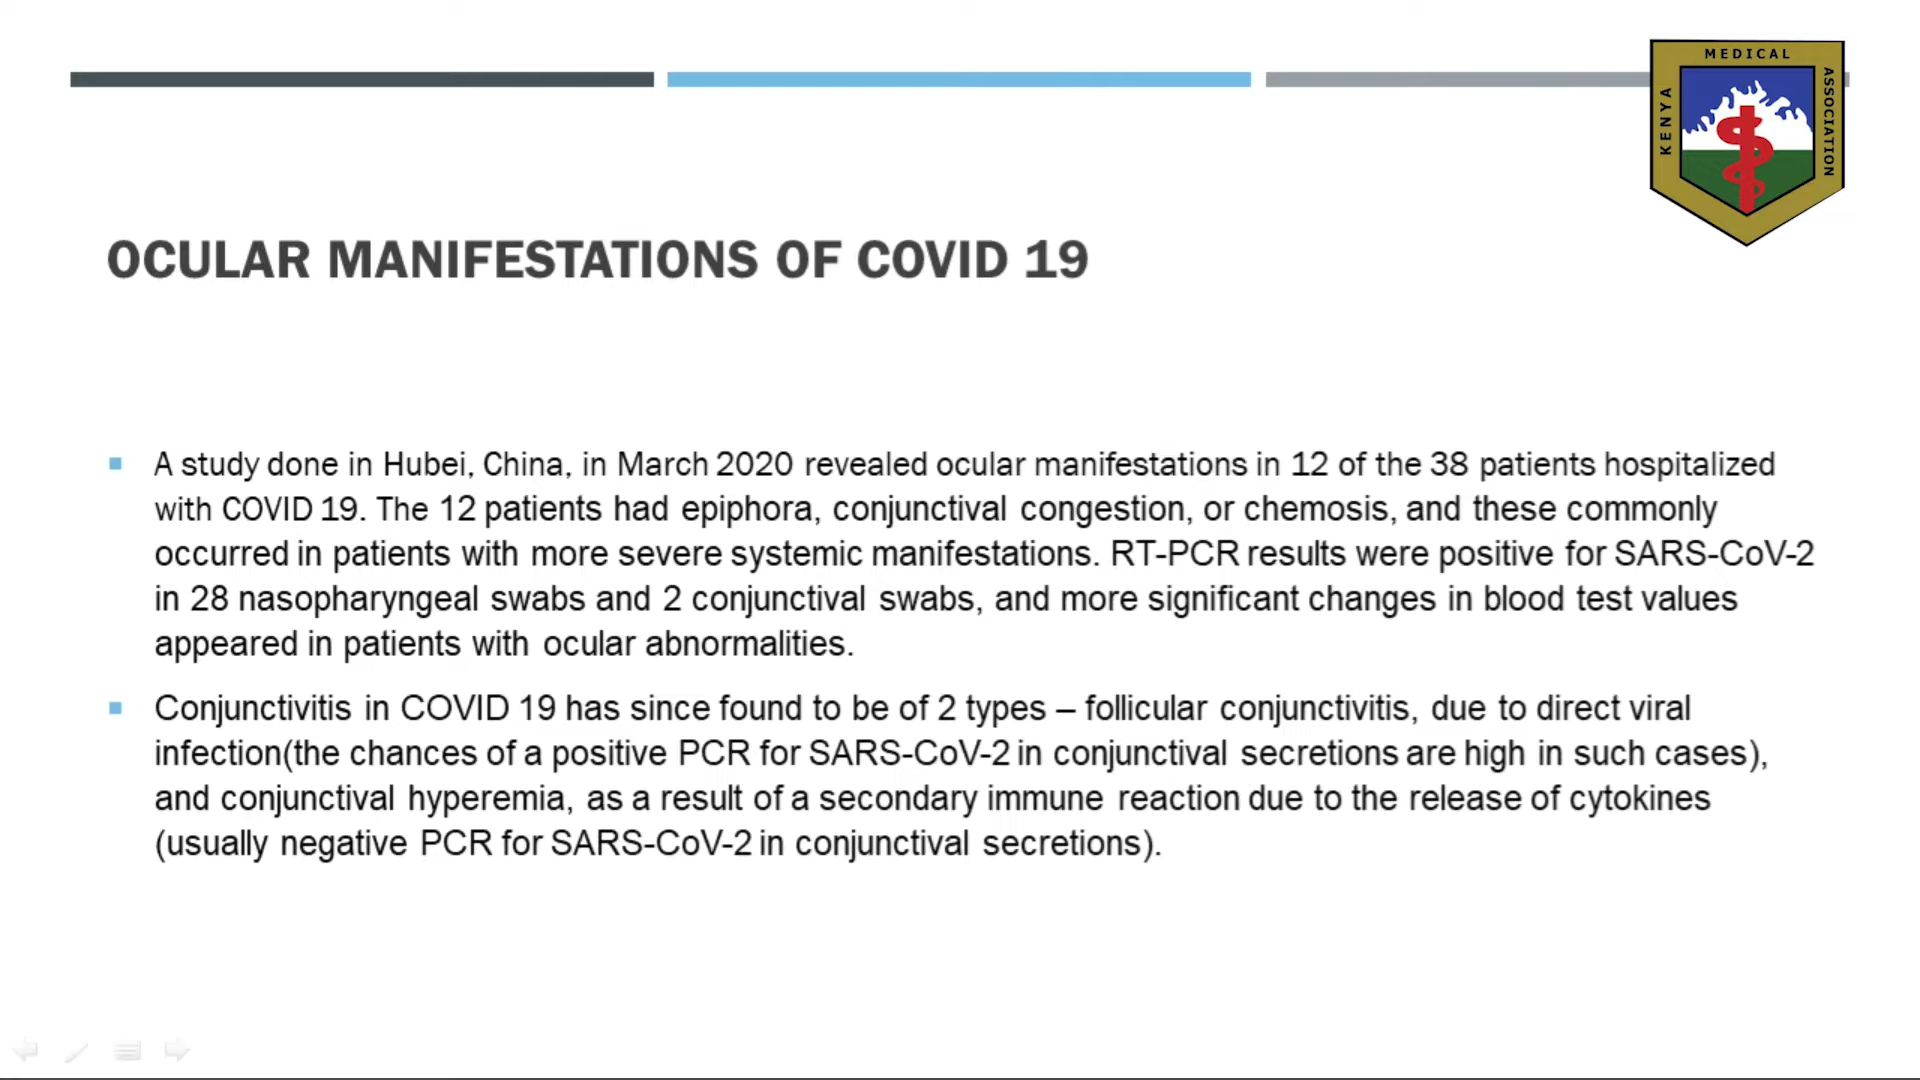 MEDICAL
KENYA
ASSOCIATION
OCULAR MANIFESTATIONS OF COVID 19
A study done in Hubei, China, in March 2020 revealed ocular manifestations in 12 of the 38 patients hospitalized
with COVID 19. The 12 patients had epiphora, conjunctival congestion, or chemosis, and these commonly
occurred in patients with more severe systemic manifestations. RT-PCR results were positive for SARS-CoV-2
in 28 nasopharyngeal swabs and 2 conjunctival swabs, and more significant changes in blood test values
appeared in patients with ocular abnormalities.
Conjunctivitis in COVID 19 has since found to be of 2 types – follicular conjunctivitis, due to direct viral
infection(the chances of a positive PCR for SARS-CoV-2 in conjunctival secretions are high in such cases),
and conjunctival hyperemia, as a result of a secondary immune reaction due to the release of cytokines
(usually negative PCR for SARS-CoV-2 in conjunctival secretions).